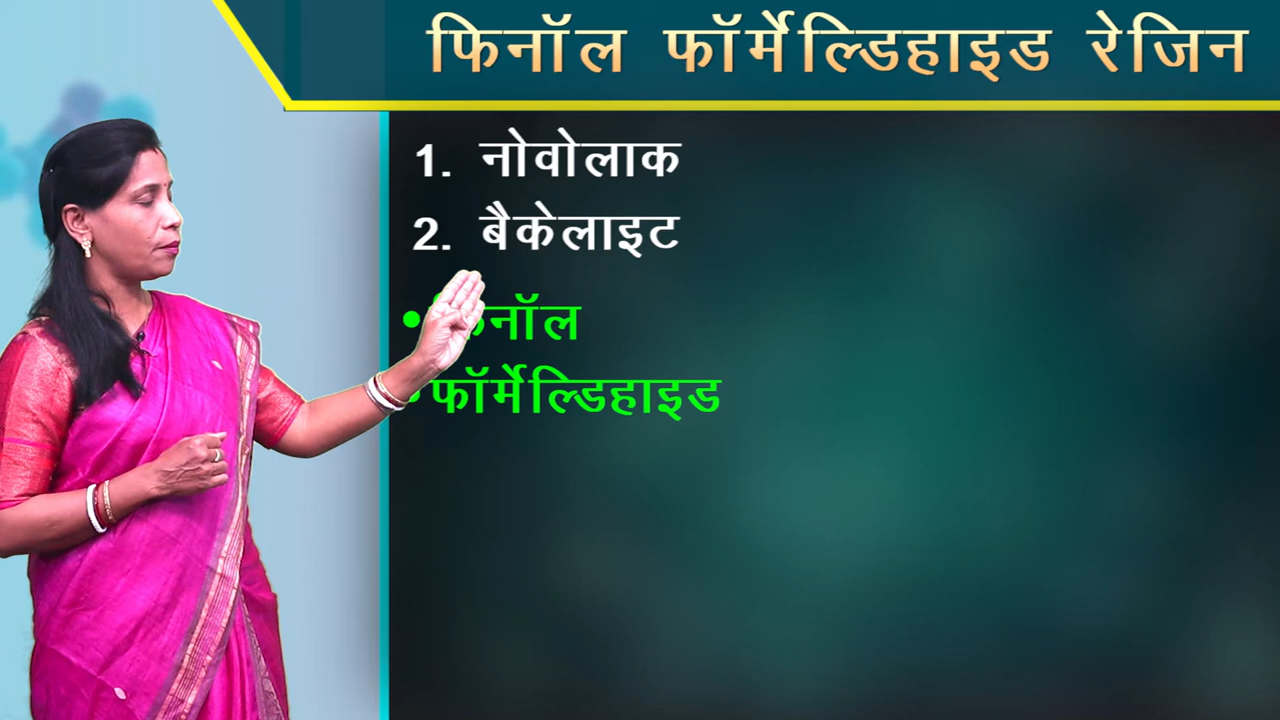 फिनॉल फॉर्मेल्डिहाइड रेजिन
1. नोवोलाक
2. बैकेलाइट
• फिनॉल
• फॉर्मेल्डिहाइड